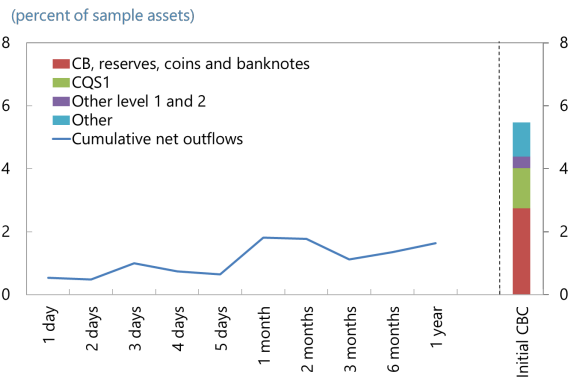 (percent of sample assets)
8
6
4
2
0
8
6
4
2
0
CB, reserves, coins and banknotes
CQS1
Other level 1 and 2
Other
Cumulative net outflows
1 day
2 days
3 days
4 days
5 days
1 month
2 months
3 months
6 months
1 year
Initial CBC